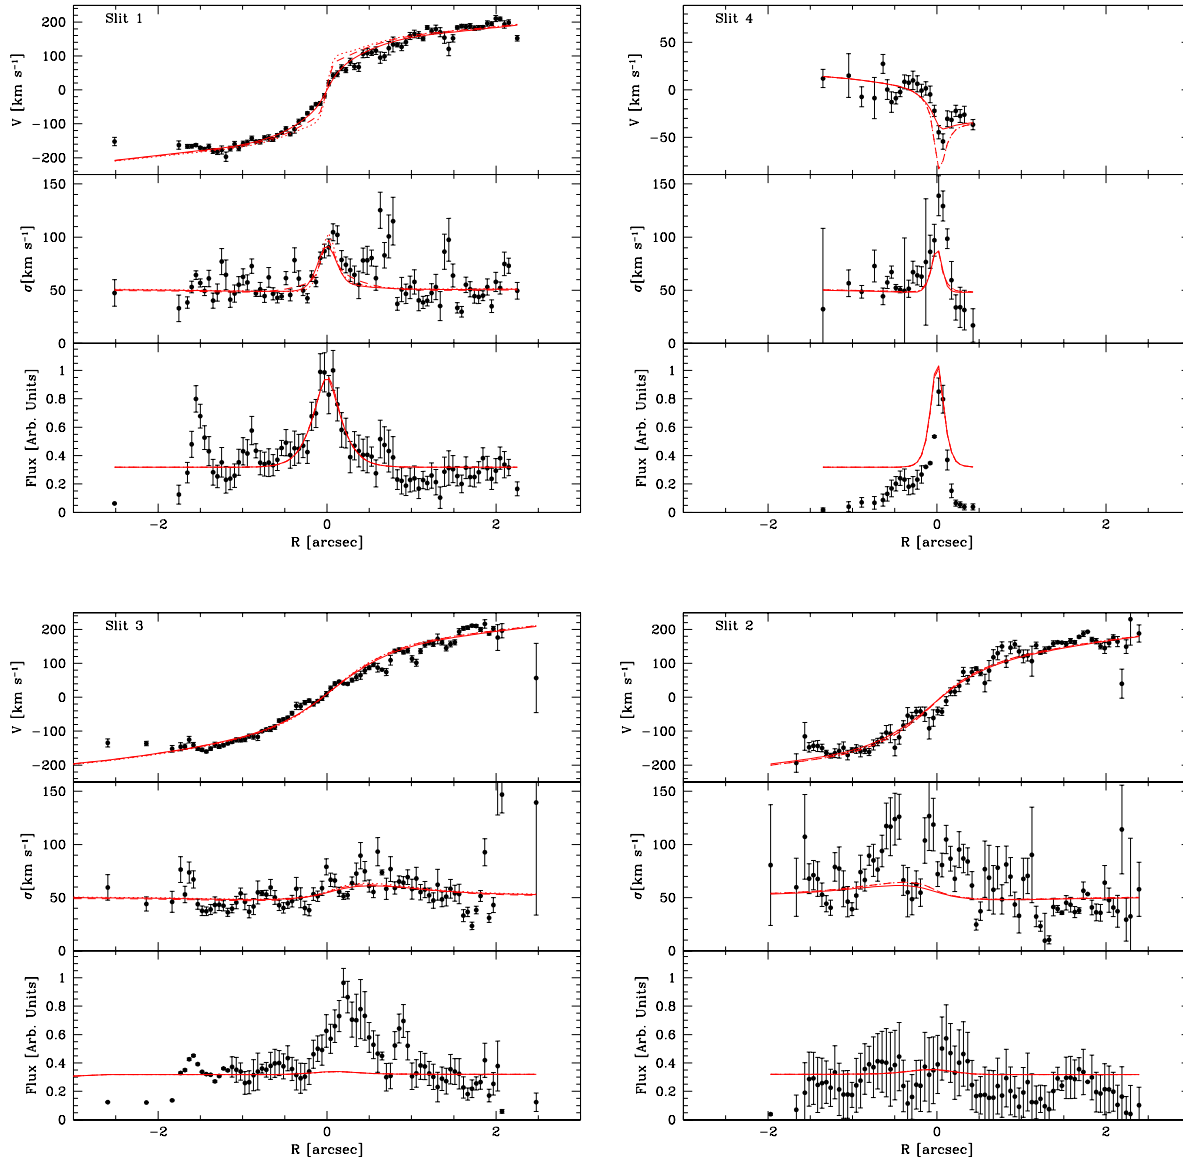 Slit 1
V [km s⁻¹]
200
100
0
−100
−200
σ[km s⁻¹]
150
100
50
0
Flux [Arb. Units]
1
0.8
0.6
0.4
0.2
0
−2 0 2
R [arcsec]
Slit 4
V [km s⁻¹]
50
0
−50
σ[km s⁻¹]
150
100
50
0
Flux [Arb. Units]
1
0.8
0.6
0.4
0.2
0
−2 0 2
R [arcsec]
Slit 3
V [km s⁻¹]
200
100
0
−100
−200
σ[km s⁻¹]
150
100
50
0
Flux [Arb. Units]
1
0.8
0.6
0.4
0.2
0
−2 0 2
R [arcsec]
Slit 2
V [km s⁻¹]
200
100
0
−100
−200
σ[km s⁻¹]
150
100
50
0
Flux [Arb. Units]
1
0.8
0.6
0.4
0.2
0
−2 0 2
R [arcsec]